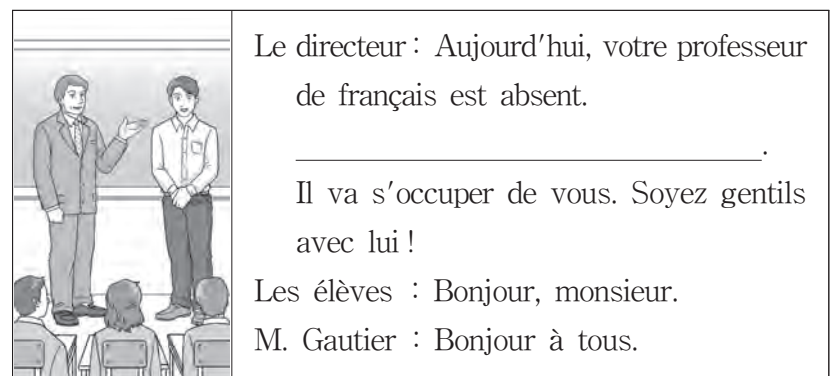 Le directeur : Aujourd'hui, votre professeur
de français est absent.
______________________________.
Il va s'occuper de vous. Soyez gentils
avec lui !
Les élèves : Bonjour, monsieur.
M. Gautier : Bonjour à tous.